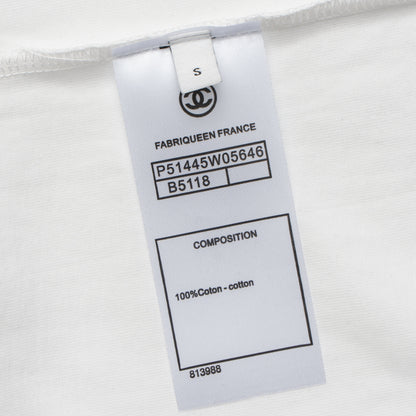 S
FABRIQUEEN FRANCE
P51445W05646
B5118
COMPOSITION
100%Coton - cotton
813988